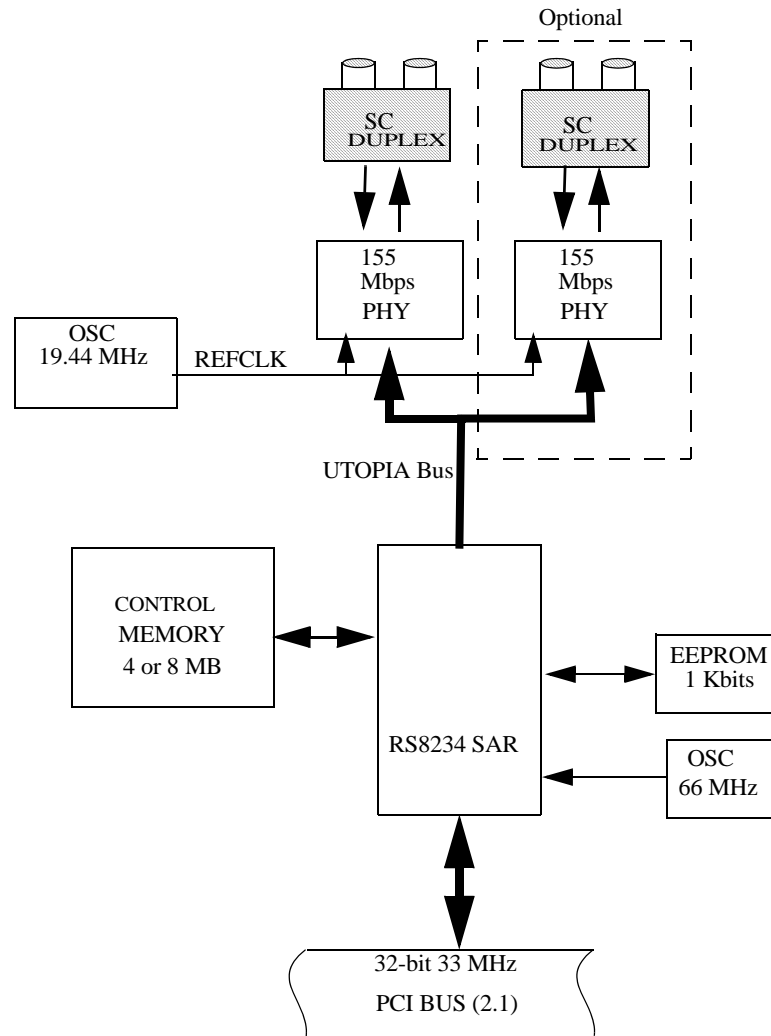 Optional
SC
DUPLEX
SC
DUPLEX
155
Mbps
PHY
155
Mbps
PHY
OSC
19.44 MHz
REFCLK
UTOPIA Bus
CONTROL
MEMORY
4 or 8 MB
EEPROM
1 Kbits
RS8234 SAR
OSC
66 MHz
32-bit 33 MHz
PCI BUS (2.1)